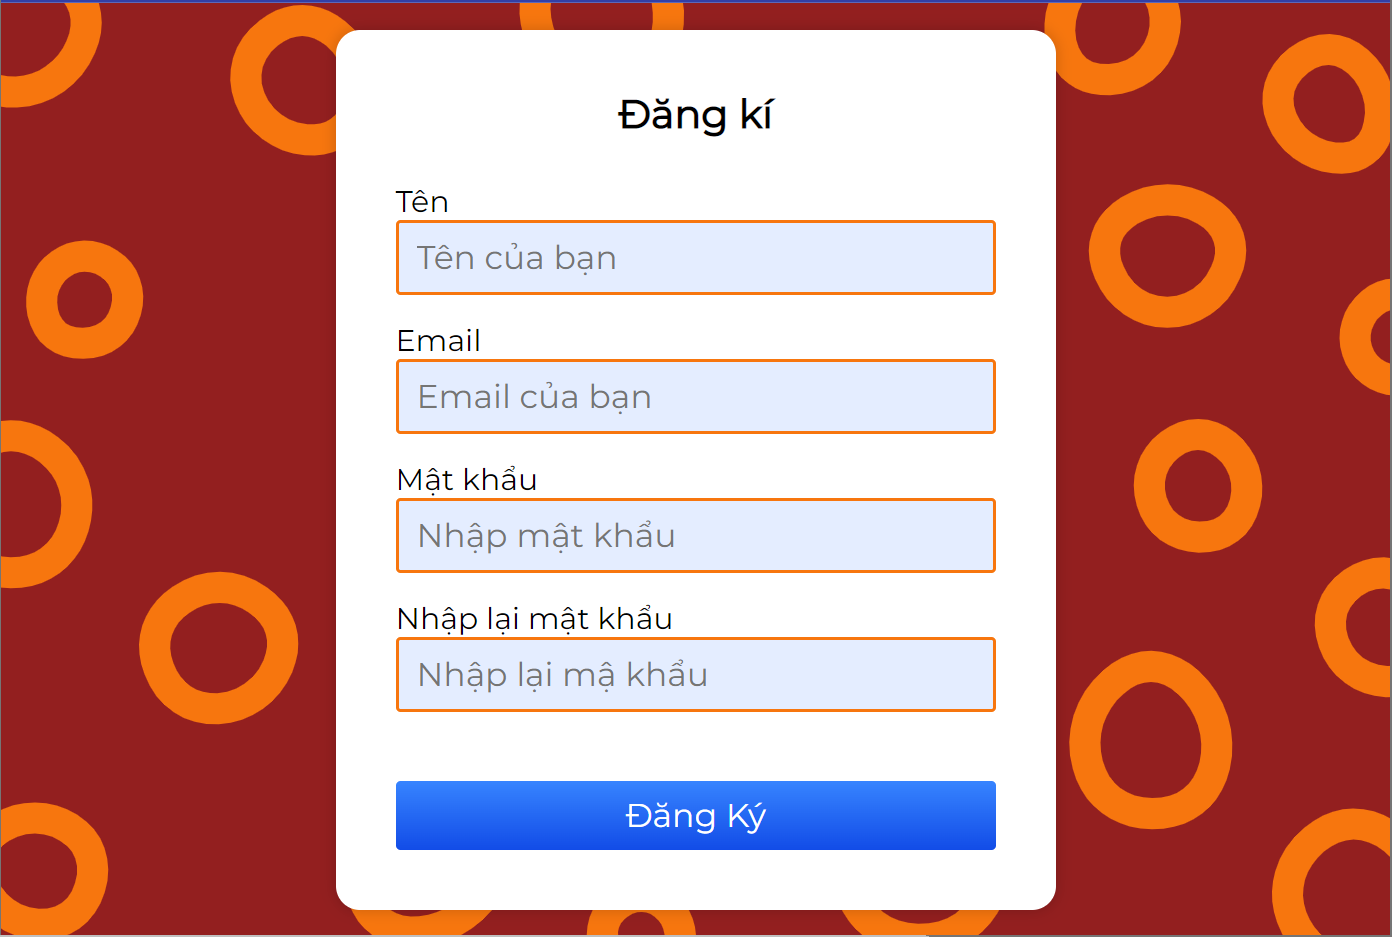 Đăng kí
Tên
Tên của bạn
Email
Email của bạn
Mật khẩu
Nhập mật khẩu
Nhập lại mật khẩu
Nhập lại mậ khẩu
Đăng Ký